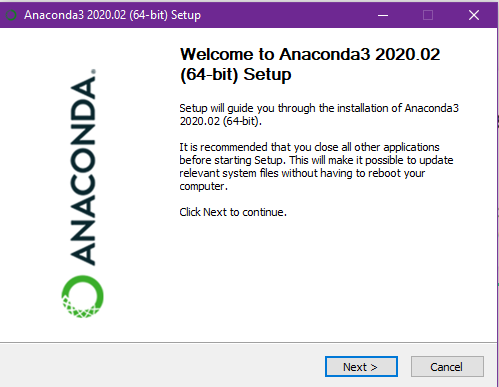 Anaconda3 2020.02 (64-bit) Setup
Welcome to Anaconda3 2020.02
(64-bit) Setup
Setup will guide you through the installation of Anaconda3
2020.02 (64-bit).
It is recommended that you close all other applications
before starting Setup. This will make it possible to update
relevant system files without having to reboot your
computer.
Click Next to continue.
ANACONDA.
Next >
Cancel